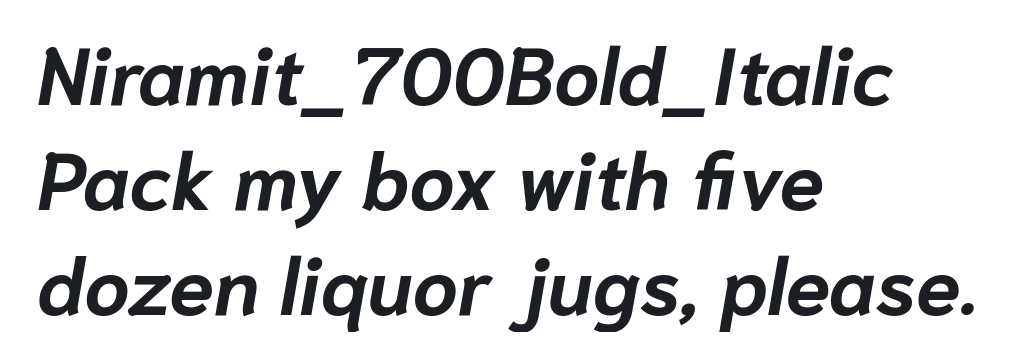 Niramit_700Bold_Italic
Pack my box with five
dozen liquor jugs, please.